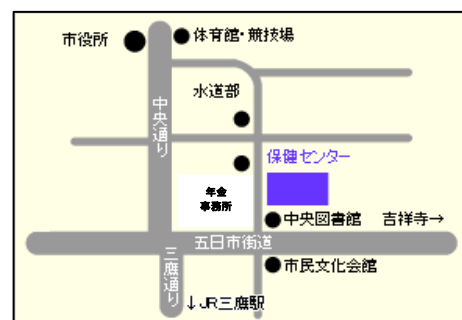 市役所
体育館・競技場
水道部
中央通り
保健センター
年金
事務所
中央図書館
吉祥寺→
五日市街道
三鷹通り
市民文化会館
↓JR三鷹駅